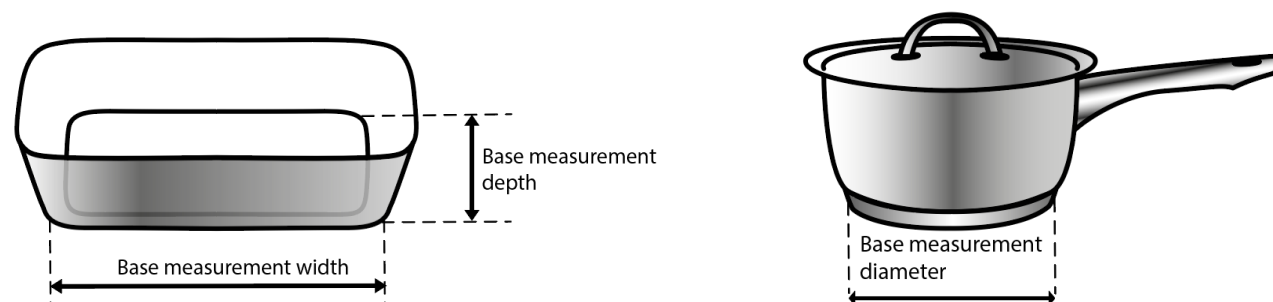 Base measurement
depth
Base measurement width
Base measurement
diameter